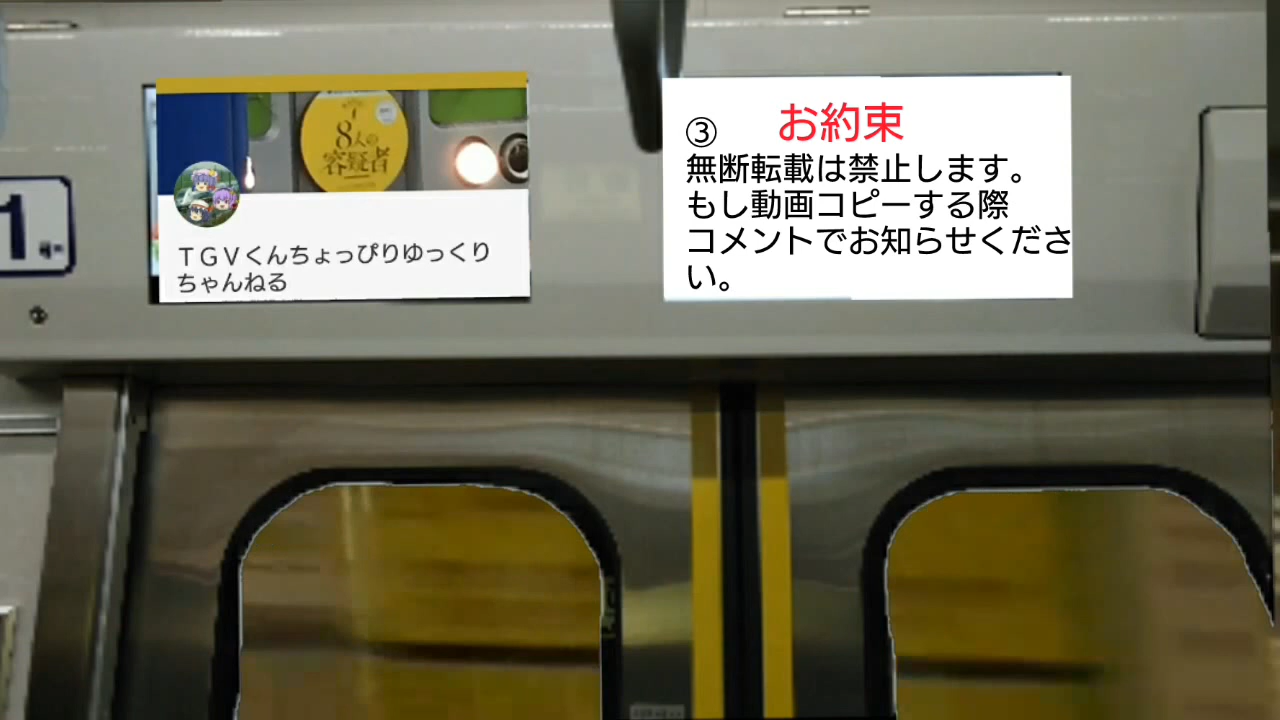 8人の
容疑者
TGVくんちょっぴりゆっくり
ちゃんねる
③ お約束
無断転載は禁止します。
もし動画コピーする際
コメントでお知らせくださ
い。
1